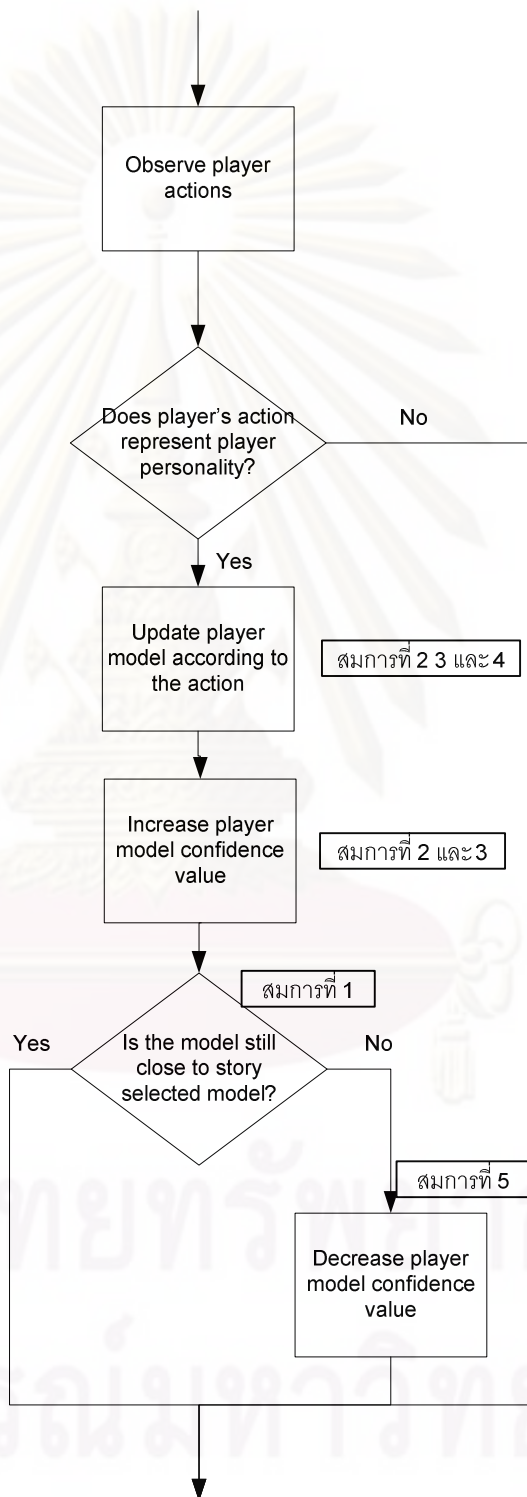 Observe player
actions
Does player's action
represent player
personality?
No
Yes
Update player
model according to
the action
สมการที่ 2 3 และ 4
Increase player
model confidence
value
สมการที่ 2 และ 3
สมการที่ 1
Yes
Is the model still
close to story
selected model?
No
สมการที่ 5
Decrease player
model confidence
value